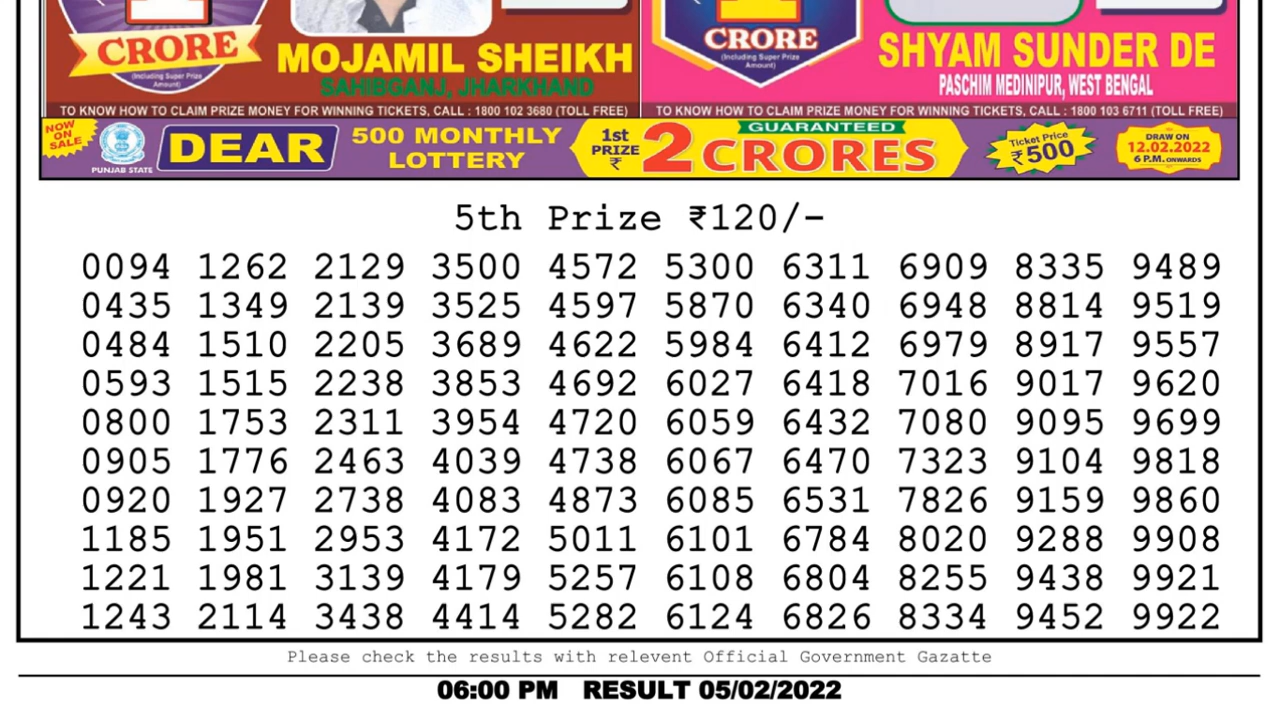 CRORE
(Including Super Prize Amount)
MOJAMIL SHEIKH
SAHIBGANJ, JHARKHAND
TO KNOW HOW TO CLAIM PRIZE MONEY FOR WINNING TICKETS, CALL : 1800 102 3680 (TOLL FREE)
CRORE
(Including Super Prize Amount)
SHYAM SUNDER DE
PASCHIM MEDINIPUR, WEST BENGAL
TO KNOW HOW TO CLAIM PRIZE MONEY FOR WINNING TICKETS, CALL : 1800 103 6711 (TOLL FREE)
NOW ON SALE
PUNJAB STATE
DEAR
500 MONTHLY
LOTTERY
1st PRIZE ₹
GUARANTEED
2 CRORES
Ticket Price
₹500
DRAW ON
12.02.2022
6 P.M. ONWARDS
5th Prize ₹120/-
0094 1262 2129 3500 4572 5300 6311 6909 8335 9489
0435 1349 2139 3525 4597 5870 6340 6948 8814 9519
0484 1510 2205 3689 4622 5984 6412 6979 8917 9557
0593 1515 2238 3853 4692 6027 6418 7016 9017 9620
0800 1753 2311 3954 4720 6059 6432 7080 9095 9699
0905 1776 2463 4039 4738 6067 6470 7323 9104 9818
0920 1927 2738 4083 4873 6085 6531 7826 9159 9860
1185 1951 2953 4172 5011 6101 6784 8020 9288 9908
1221 1981 3139 4179 5257 6108 6804 8255 9438 9921
1243 2114 3438 4414 5282 6124 6826 8334 9452 9922
Please check the results with relevent Official Government Gazatte
06:00 PM RESULT 05/02/2022